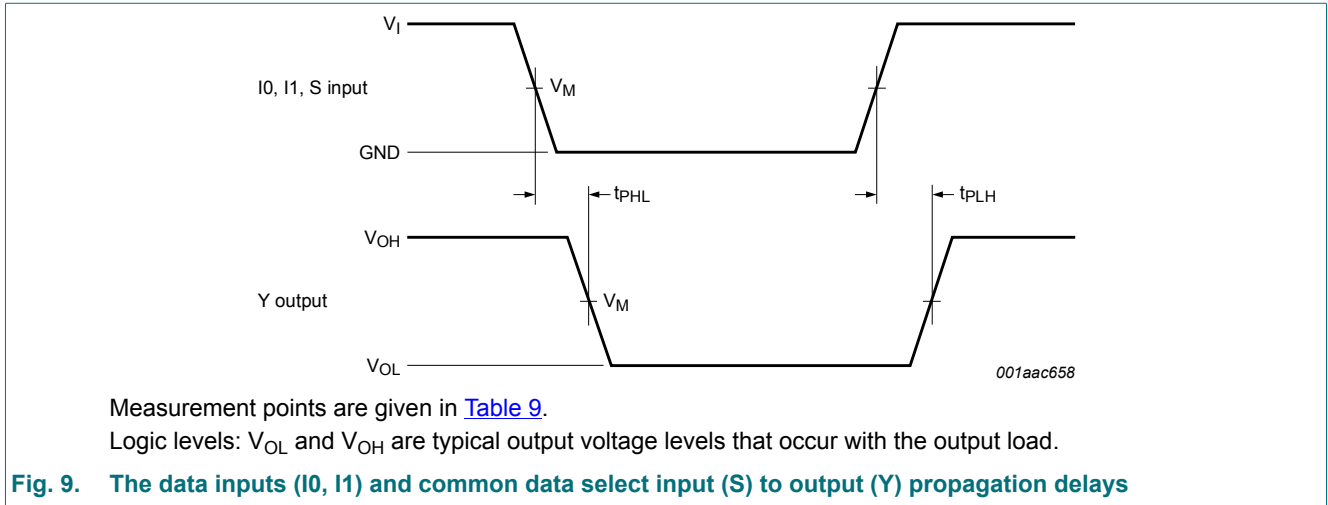 VI
I0, I1, S input
VM
GND
tPHL
tPLH
VOH
Y output
VM
VOL
001aac658
Measurement points are given in Table 9.
Logic levels: VOL and VOH are typical output voltage levels that occur with the output load.
Fig. 9. The data inputs (I0, I1) and common data select input (S) to output (Y) propagation delays